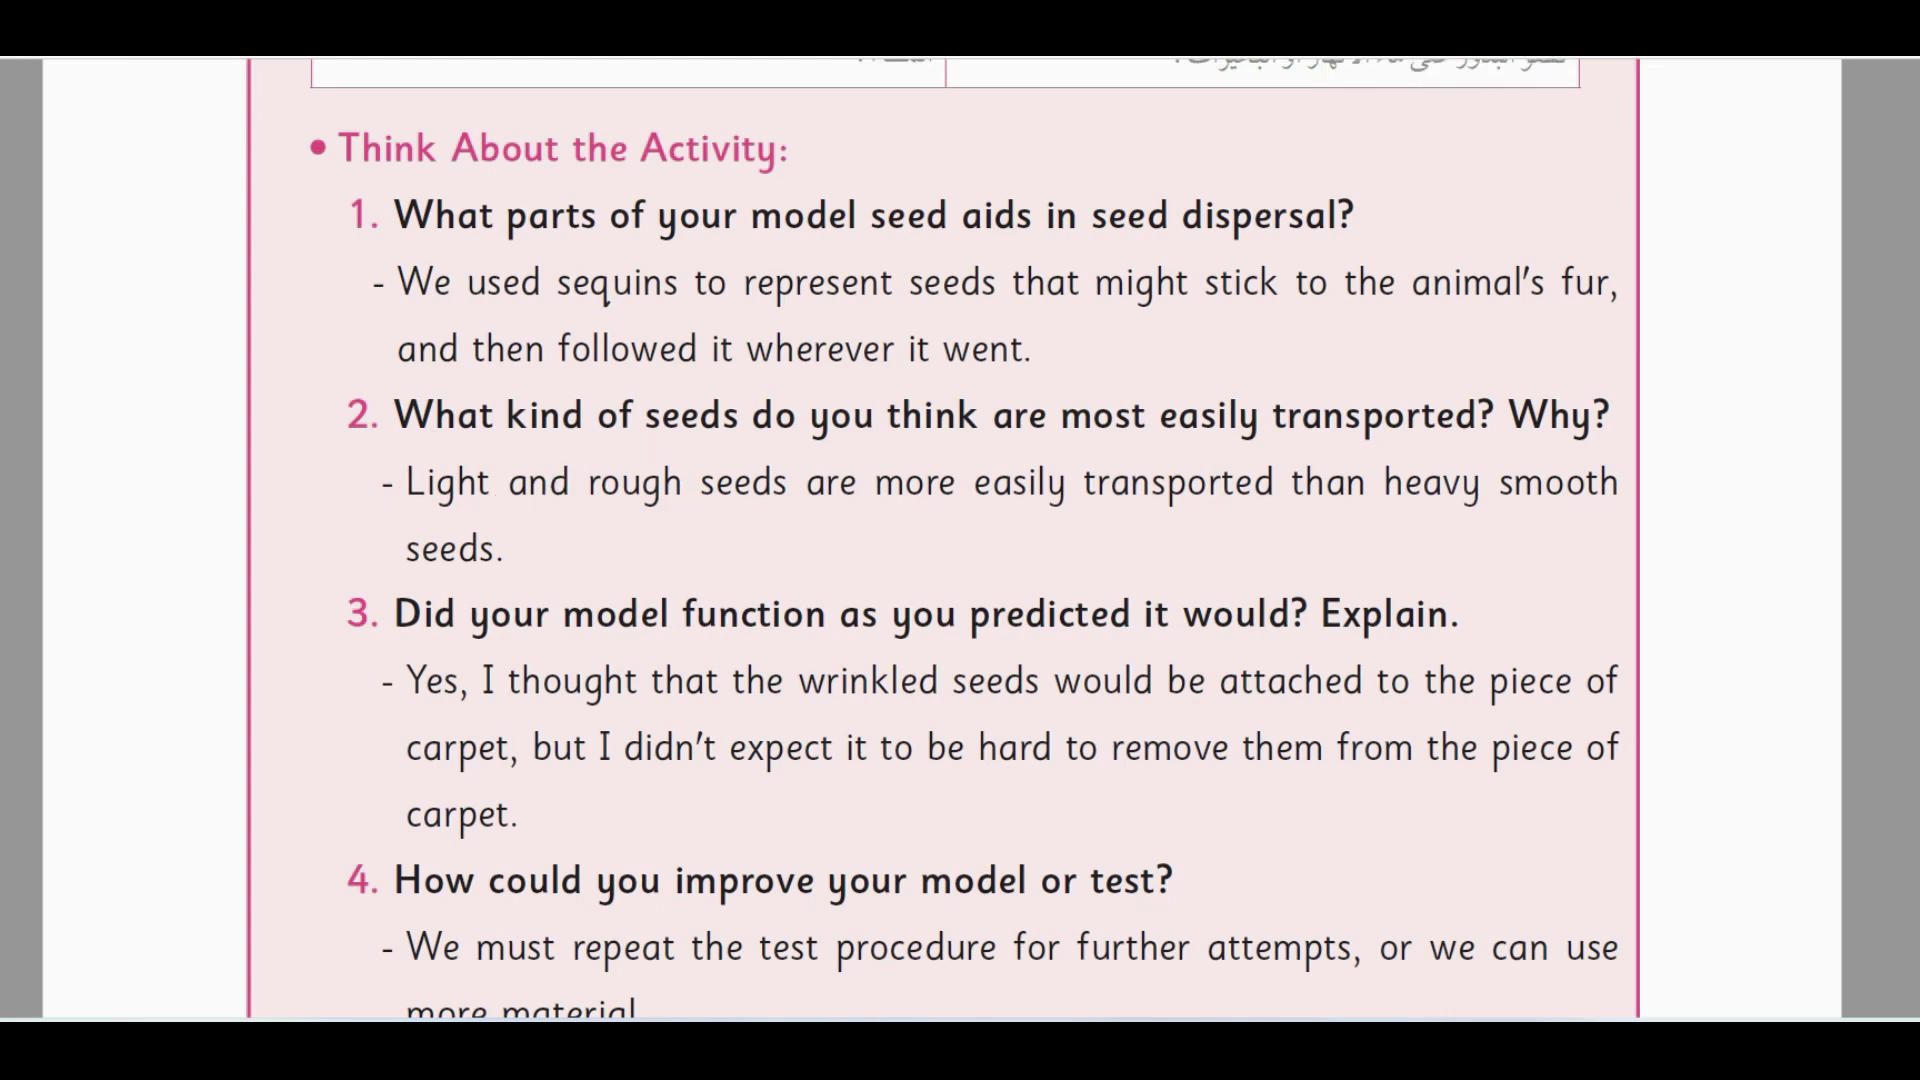 • Think About the Activity:
1. What parts of your model seed aids in seed dispersal?
- We used sequins to represent seeds that might stick to the animal's fur,
and then followed it wherever it went.
2. What kind of seeds do you think are most easily transported? Why?
- Light and rough seeds are more easily transported than heavy smooth
seeds.
3. Did your model function as you predicted it would? Explain.
- Yes, I thought that the wrinkled seeds would be attached to the piece of
carpet, but I didn't expect it to be hard to remove them from the piece of
carpet.
4. How could you improve your model or test?
- We must repeat the test procedure for further attempts, or we can use
more material